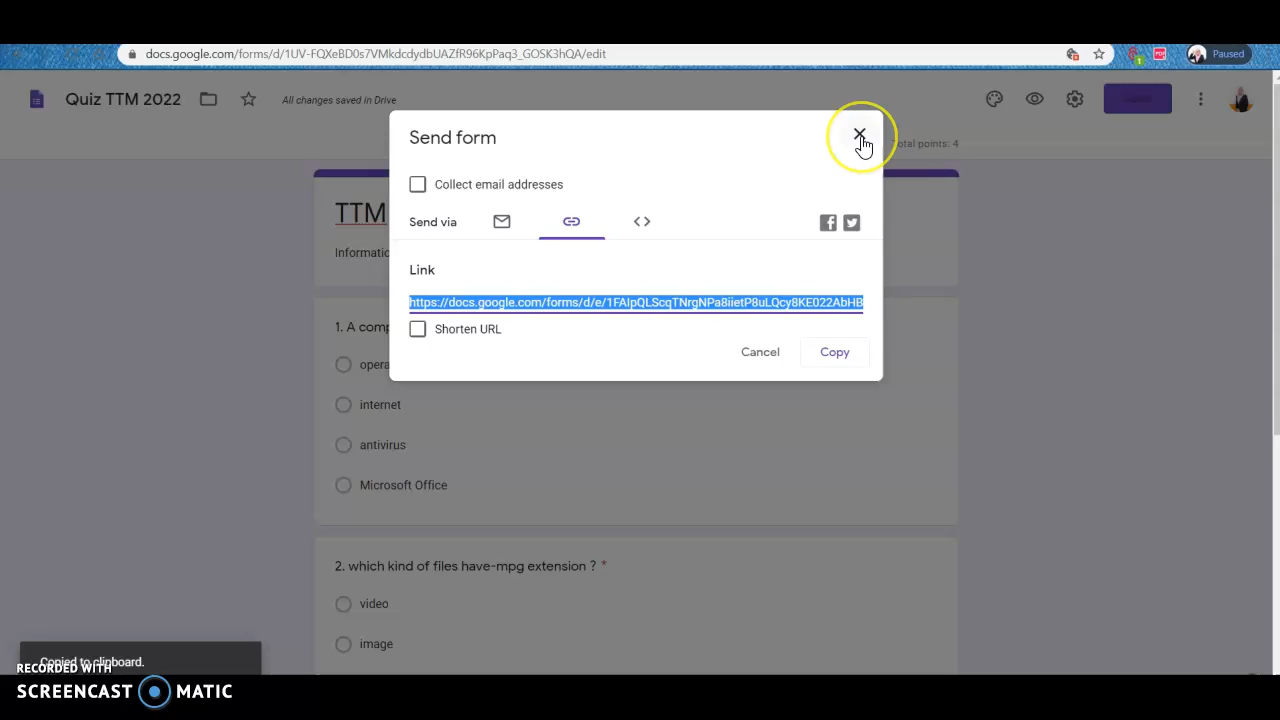 docs.google.com/forms/d/1UV-FQXeBD0s7VMkdcdydbUAZfR96KpPaq3_GOSK3hQA/edit
Paused
Quiz TTM 2022
All changes saved in Drive
Send form
Total points: 4
Collect email addresses
TTM
Send via
Link
https://docs.google.com/forms/d/e/1FAIpQLScqTNrgNPa8iietP8uLQcy8KE022AbHB
1. A comp
Shorten URL
Cancel
Copy
opera
internet
antivirus
Microsoft Office
2. which kind of files have-mpg extension ? *
video
image
Copied to clipboard.
RECORDED WITH
SCREENCAST MATIC